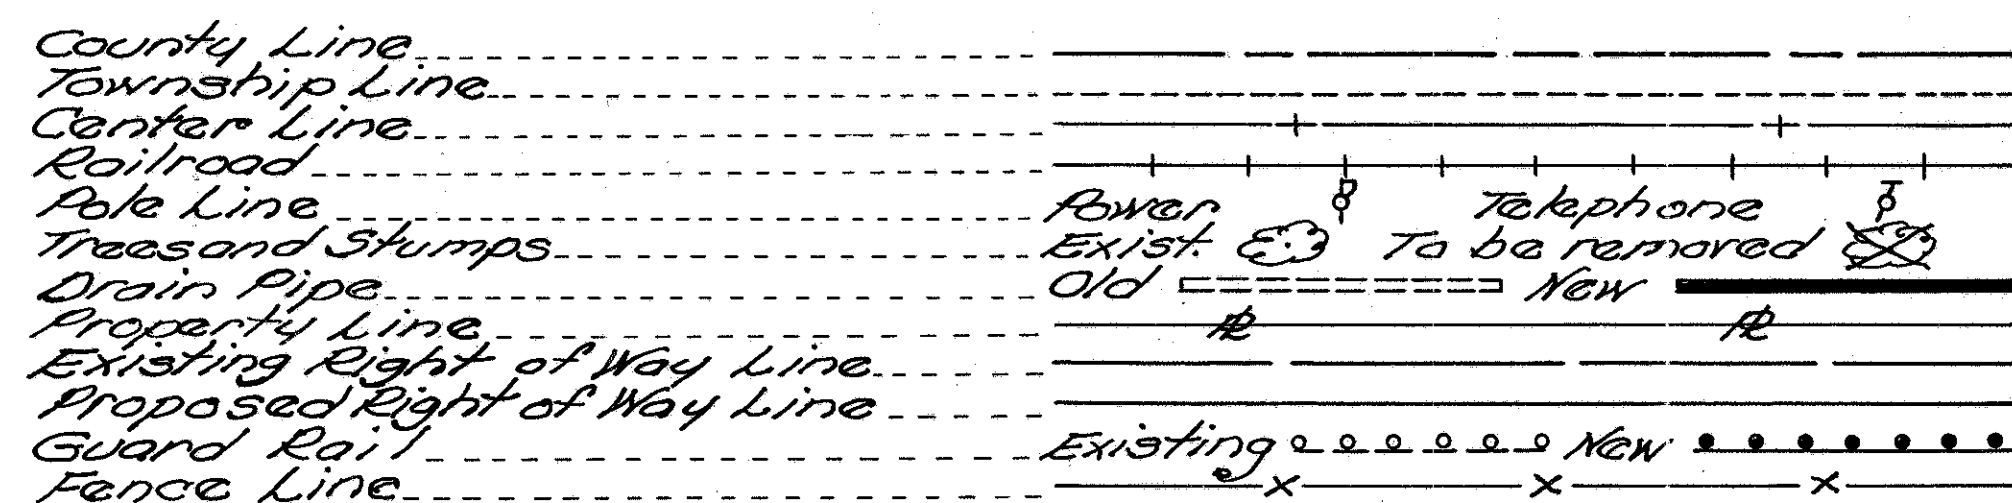 County Line
Township Line
Center Line
Railroad
Pole Line Power P Telephone T
Trees and Stumps Exist. To be removed
Drain Pipe Old New
Property Line PL PL
Existing Right of Way Line
Proposed Right of Way Line
Guard Rail Existing New
Fence Line